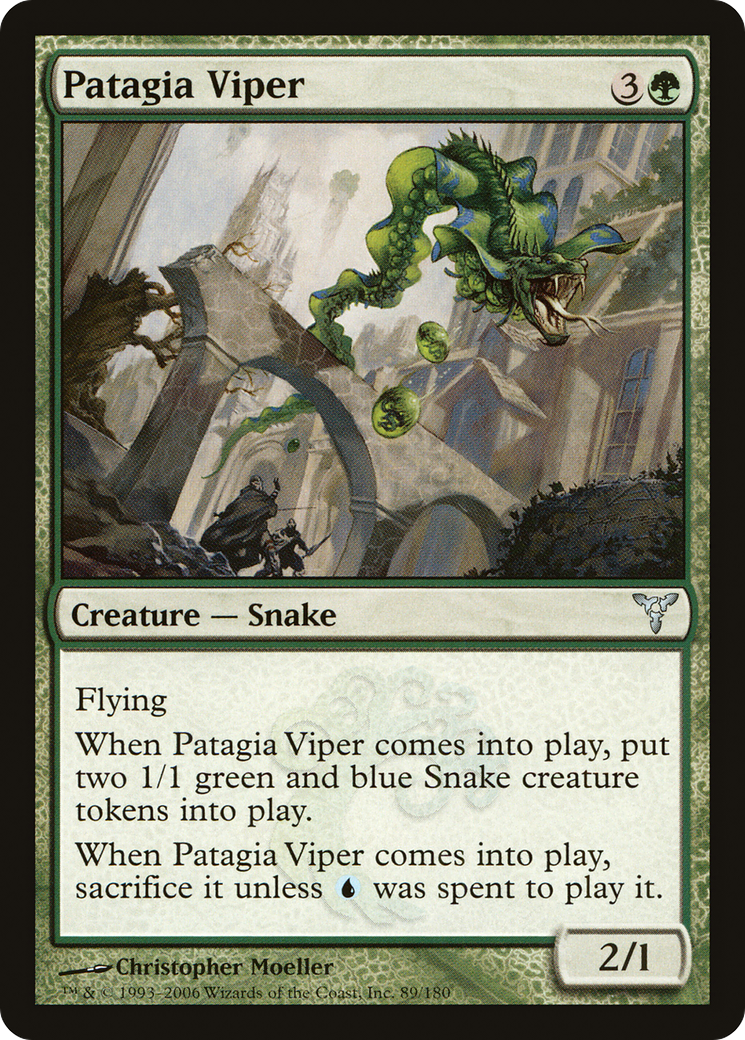 Patagia Viper 3
Creature — Snake
Flying
When Patagia Viper comes into play, put
two 1/1 green and blue Snake creature
tokens into play.
When Patagia Viper comes into play,
sacrifice it unless was spent to play it.
2/1
Christopher Moeller
™ & © 1993–2006 Wizards of the Coast, Inc. 89/180